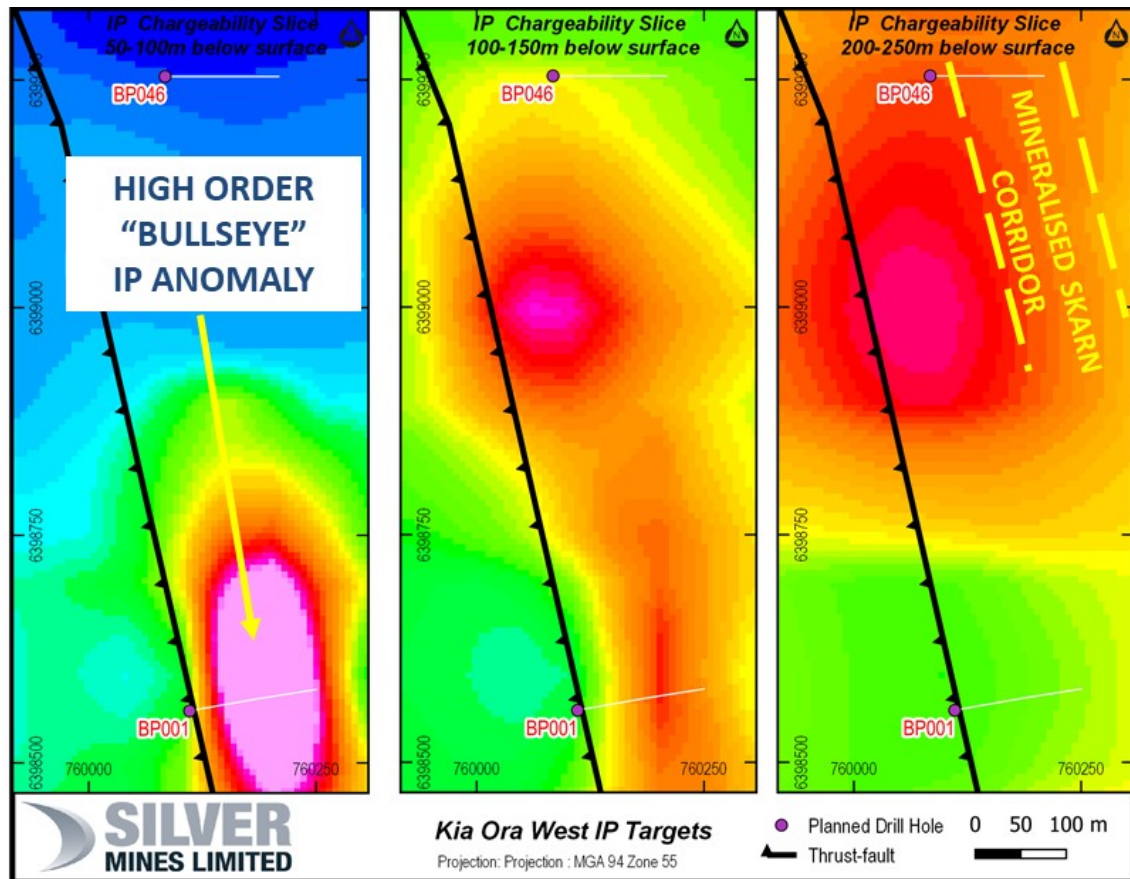 IP Chargeability Slice
50-100m below surface
N
6399250
BP046
HIGH ORDER
“BULLSEYE”
IP ANOMALY
6399000
6398750
BP001
6398500
760000
760250
IP Chargeability Slice
100-150m below surface
N
BP046
6399000
6398750
BP001
6398500
760000
760250
IP Chargeability Slice
200-250m below surface
N
BP046
MINERALISED SKARN
CORRIDOR
6399000
6398750
BP001
6398500
760000
760250
SILVER
MINES LIMITED
Kia Ora West IP Targets
Projection: Projection : MGA 94 Zone 55
Planned Drill Hole
Thrust-fault
0 50 100 m